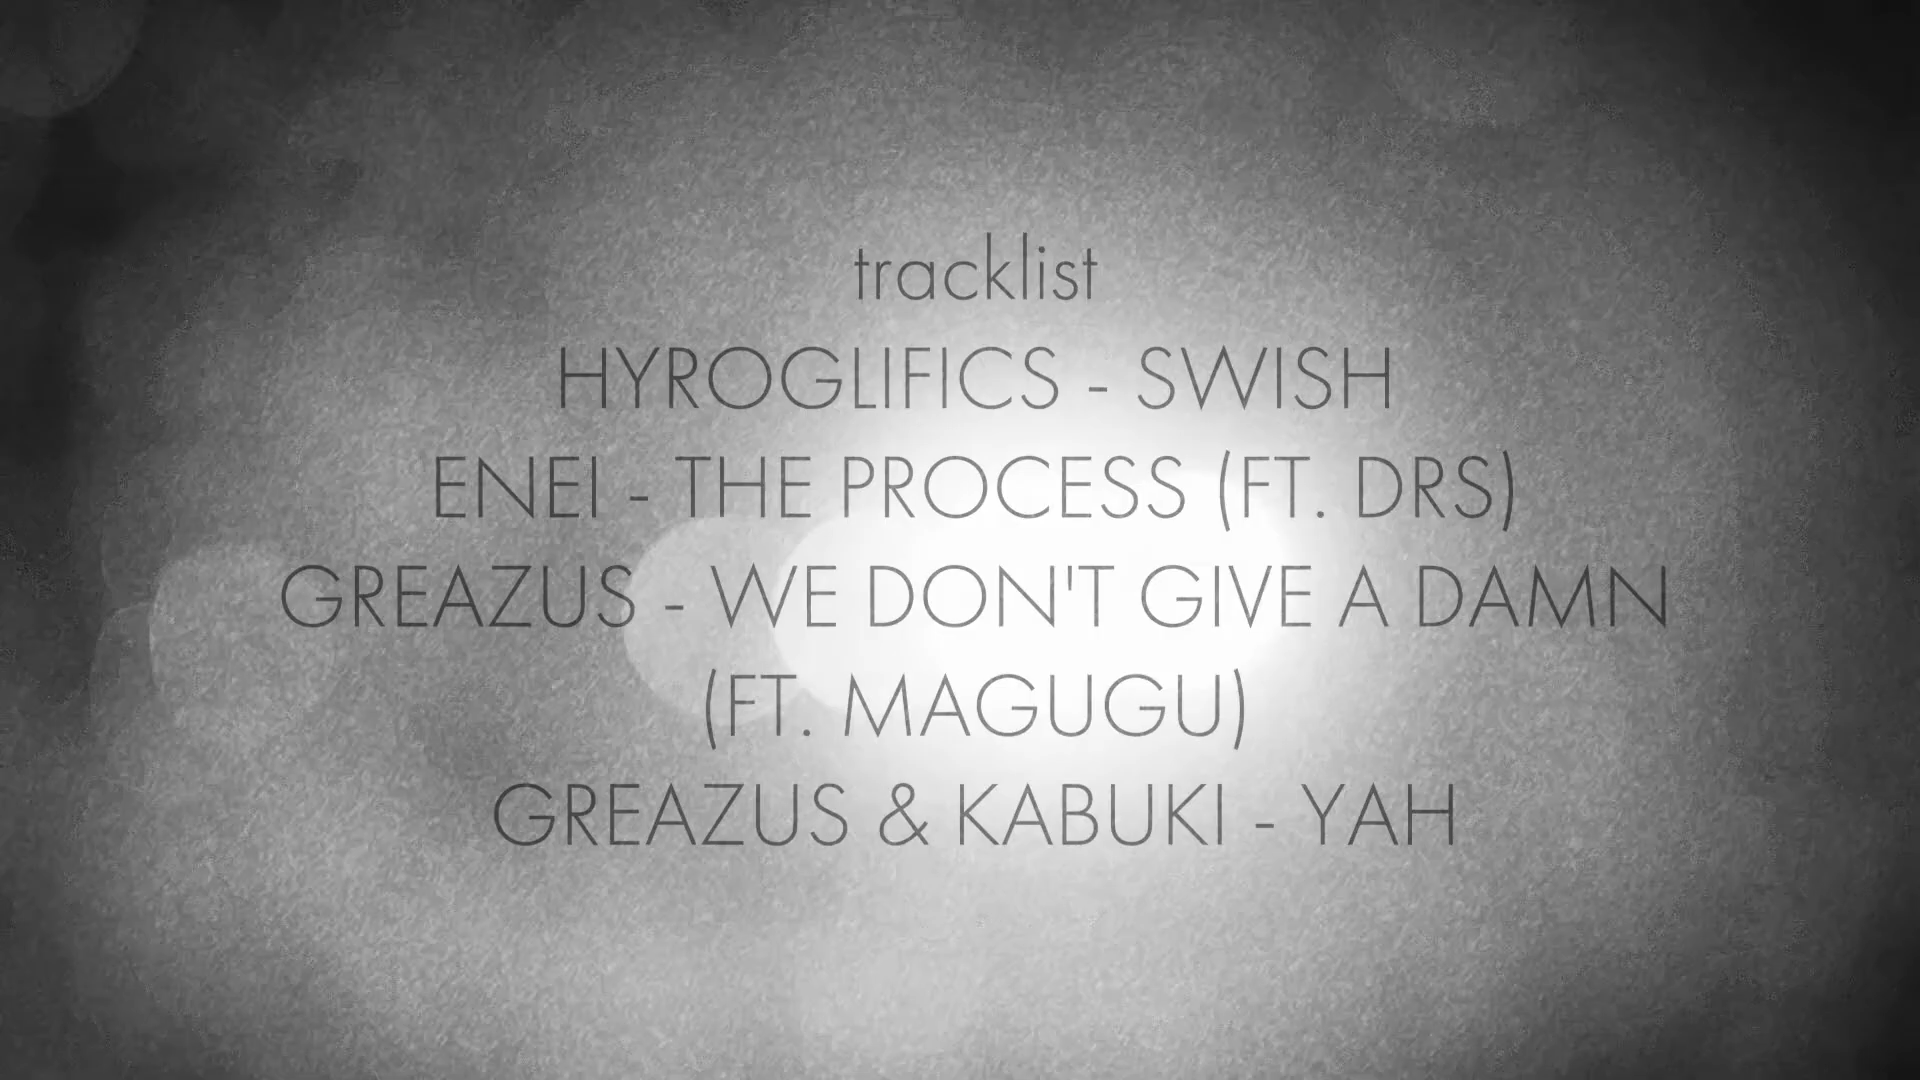 tracklist
HYROGLIFICS - SWISH
ENEI - THE PROCESS (FT. DRS)
GREAZUS - WE DON'T GIVE A DAMN
(FT. MAGUGU)
GREAZUS & KABUKI - YAH